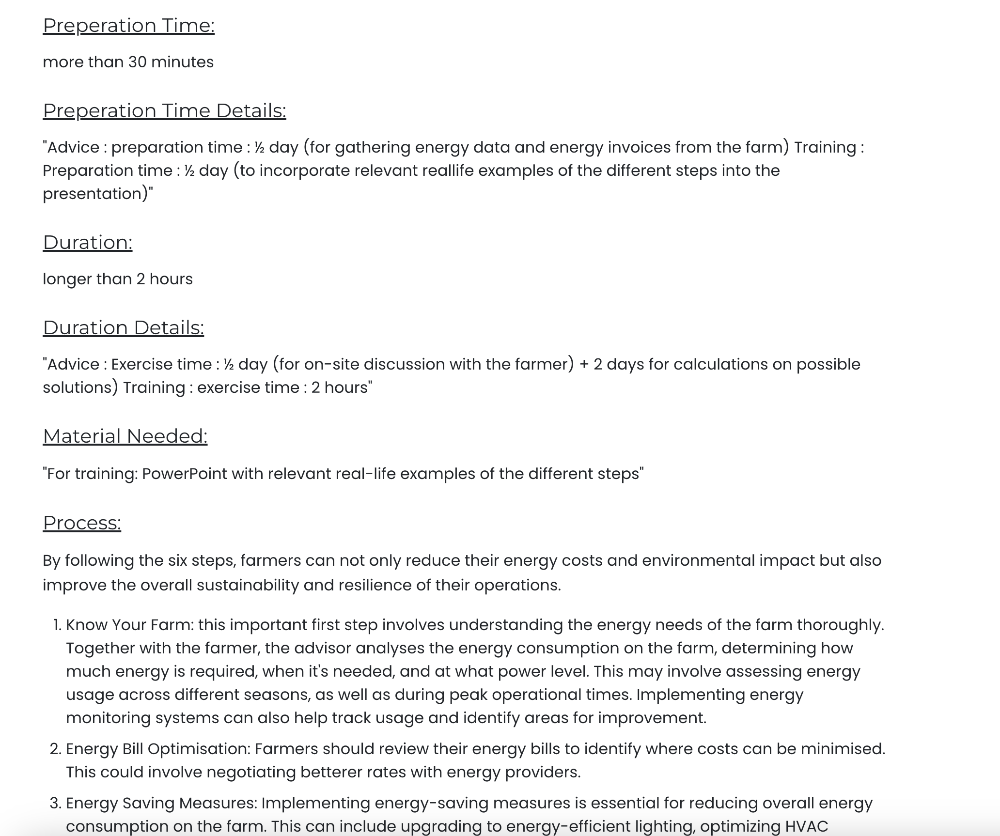 Preperation Time:
more than 30 minutes
Preperation Time Details:
"Advice : preparation time : ½ day (for gathering energy data and energy invoices from the farm) Training :
Preparation time : ½ day (to incorporate relevant reallife examples of the different steps into the
presentation)"
Duration:
longer than 2 hours
Duration Details:
"Advice : Exercise time : ½ day (for on-site discussion with the farmer) + 2 days for calculations on possible
solutions) Training : exercise time : 2 hours"
Material Needed:
"For training: PowerPoint with relevant real-life examples of the different steps"
Process:
By following the six steps, farmers can not only reduce their energy costs and environmental impact but also
improve the overall sustainability and resilience of their operations.
1. Know Your Farm: this important first step involves understanding the energy needs of the farm thoroughly.
Together with the farmer, the advisor analyses the energy consumption on the farm, determining how
much energy is required, when it's needed, and at what power level. This may involve assessing energy
usage across different seasons, as well as during peak operational times. Implementing energy
monitoring systems can also help track usage and identify areas for improvement.
2. Energy Bill Optimisation: Farmers should review their energy bills to identify where costs can be minimised.
This could involve negotiating betterer rates with energy providers.
3. Energy Saving Measures: Implementing energy-saving measures is essential for reducing overall energy
consumption on the farm. This can include upgrading to energy-efficient lighting, optimizing HVAC